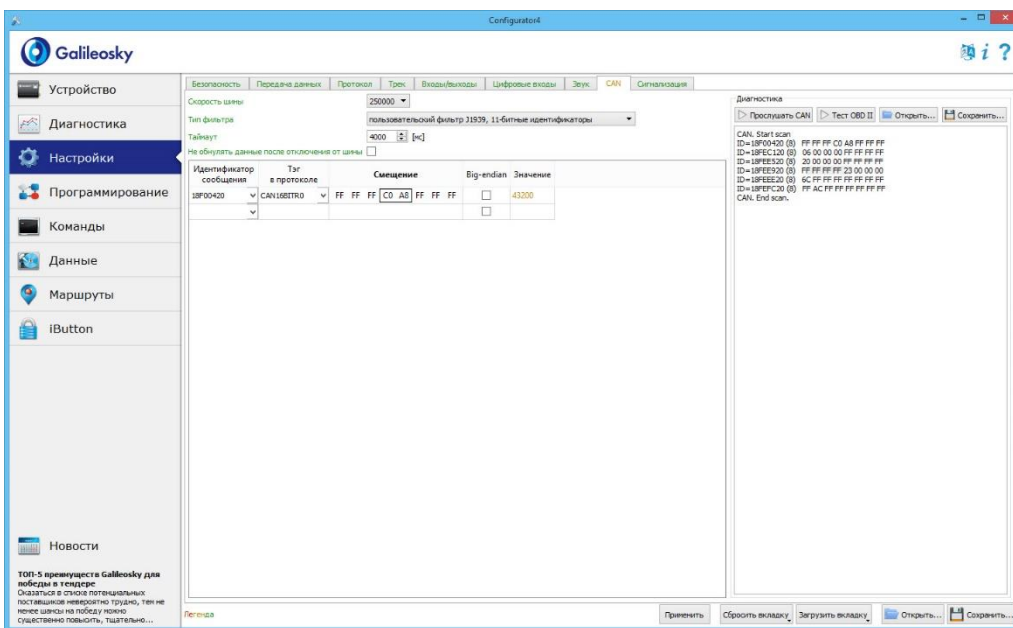 Configurator4
Galileosky
Устройство
Диагностика
Настройки
Программирование
Команды
Данные
Маршруты
iButton
Новости
ТОП-5 преимуществ Galileosky для
победы в тендере
Оказаться в списке потенциальных
поставщиков невероятно трудно, тем не
менее шансы на победу можно
существенно повысить, тщательно...
Безопасность Передача данных Протокол Трек Входы/выходы Цифровые входы Звук CAN Сигнализация
Скорость шины 250000
Тип фильтра пользовательский фильтр J1939, 11-битные идентификаторы
Таймаут 4000 [мс]
Не обнулять данные после отключения от шины
Идентификатор сообщения Тэг в протоколе Смещение Big-endian Значение
18F00420 CAN16BITR0 FF FF FF C0 A8 FF FF FF 43200
Диагностика
Прослушать CAN Тест OBD II Открыть... Сохранить...
CAN. Start scan
ID=18F00420 (8) FF FF FF C0 A8 FF FF FF
ID=18FEC120 (8) 06 00 00 00 FF FF FF FF
ID=18FEE520 (8) 20 00 00 00 FF FF FF FF
ID=18FEE920 (8) FF FF FF FF 23 00 00 00
ID=18FEEE20 (8) 6C FF FF FF FF FF FF FF
ID=18FEFC20 (8) FF AC FF FF FF FF FF FF
CAN. End scan.
Легенда
Применить Сбросить вкладку Загрузить вкладку Открыть... Сохранить...